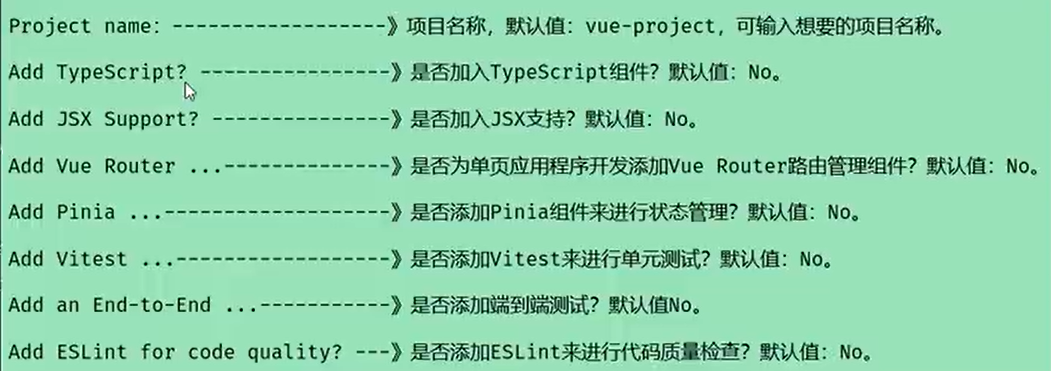 Project name: ------------------》项目名称，默认值：vue-project，可输入想要的项目名称。
Add TypeScript? ----------------》是否加入TypeScript组件？默认值：No。
Add JSX Support? ---------------》是否加入JSX支持？默认值：No。
Add Vue Router ...--------------》是否为单页应用程序开发添加Vue Router路由管理组件？默认值：No。
Add Pinia ...-------------------》是否添加Pinia组件来进行状态管理？默认值：No。
Add Vitest ...------------------》是否添加Vitest来进行单元测试？默认值：No。
Add an End-to-End ...-----------》是否添加端到端测试？默认值No。
Add ESLint for code quality? ---》是否添加ESLint来进行代码质量检查？默认值：No。